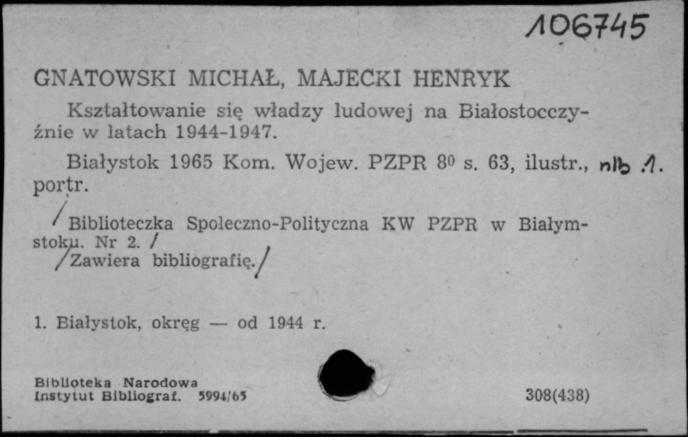 106745
GNATOWSKI MICHAŁ, MAJECKI HENRYK
Kształtowanie się władzy ludowej na Białostocczy-
źnie w latach 1944-1947.
Białystok 1965 Kom. Wojew. PZPR 8⁰ s. 63, ilustr., nlb .1.
portr.
/Biblioteczka Społeczno-Polityczna KW PZPR w Białym-
stoku. Nr 2. /
/Zawiera bibliografię./
1. Białystok, okręg — od 1944 r.
Biblioteka Narodowa
Instytut Bibliograf. 5994/65 308(438)